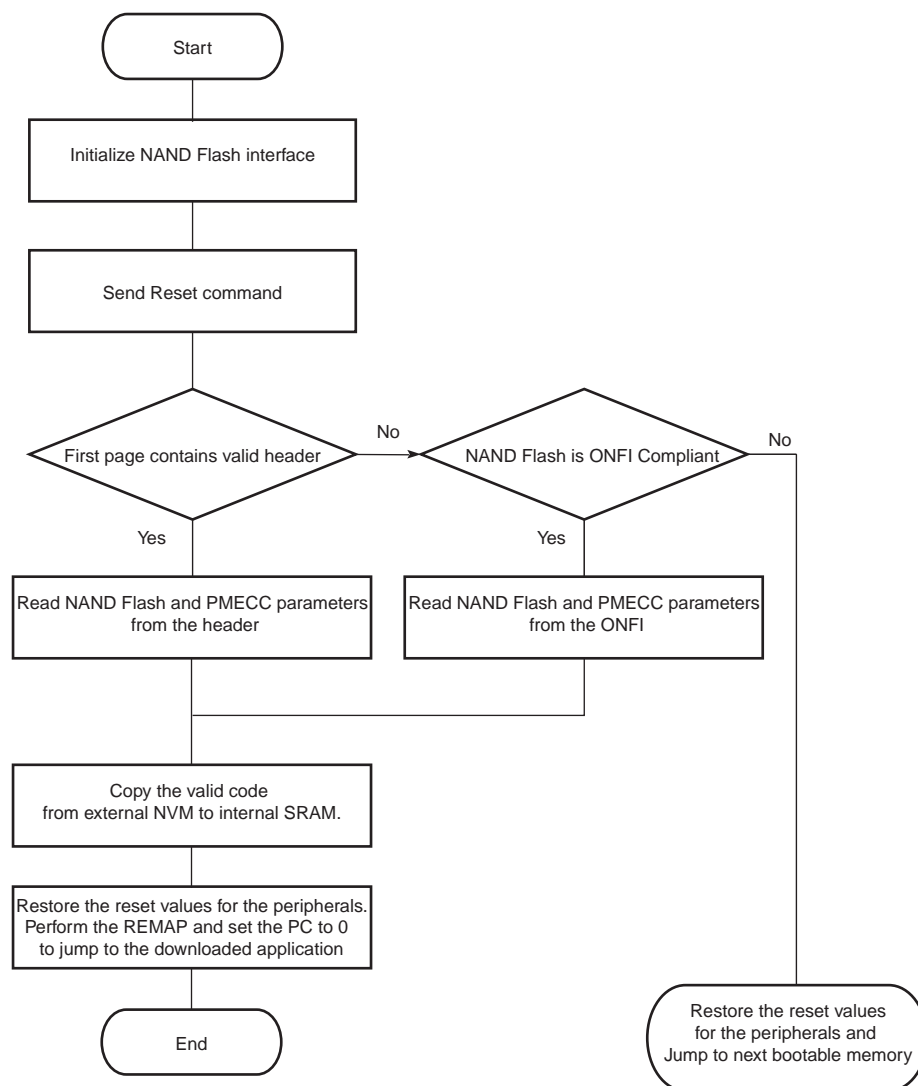 Start
Initialize NAND Flash interface
Send Reset command
First page contains valid header
No
NAND Flash is ONFI Compliant
No
Yes
Yes
Read NAND Flash and PMECC parameters
from the header
Read NAND Flash and PMECC parameters
from the ONFI
Copy the valid code
from external NVM to internal SRAM.
Restore the reset values for the peripherals.
Perform the REMAP and set the PC to 0
to jump to the downloaded application
End
Restore the reset values
for the peripherals and
Jump to next bootable memory